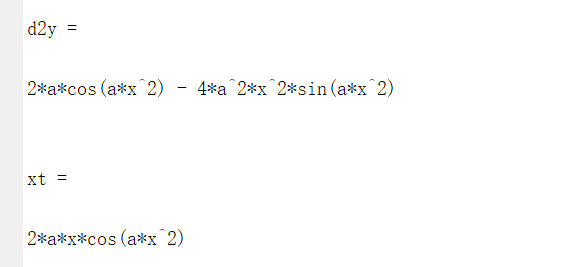 d2y =
2*a*cos(a*x^2) - 4*a^2*x^2*sin(a*x^2)
xt =
2*a*x*cos(a*x^2)